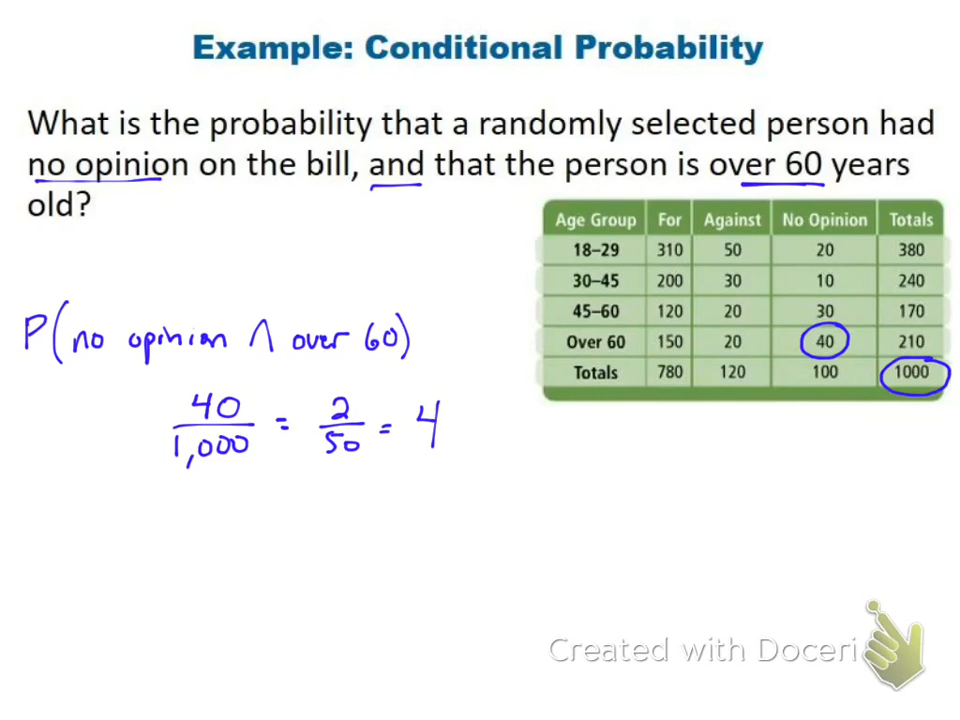 Example: Conditional Probability
What is the probability that a randomly selected person had
no opinion on the bill, and that the person is over 60 years
old?
Age Group For Against No Opinion Totals
18–29 310 50 20 380
30–45 200 30 10 240
45–60 120 20 30 170
Over 60 150 20 40 210
Totals 780 120 100 1000
P(no opinion ∧ over 60)
40/1,000 = 2/50 = 4
Created with Doceri